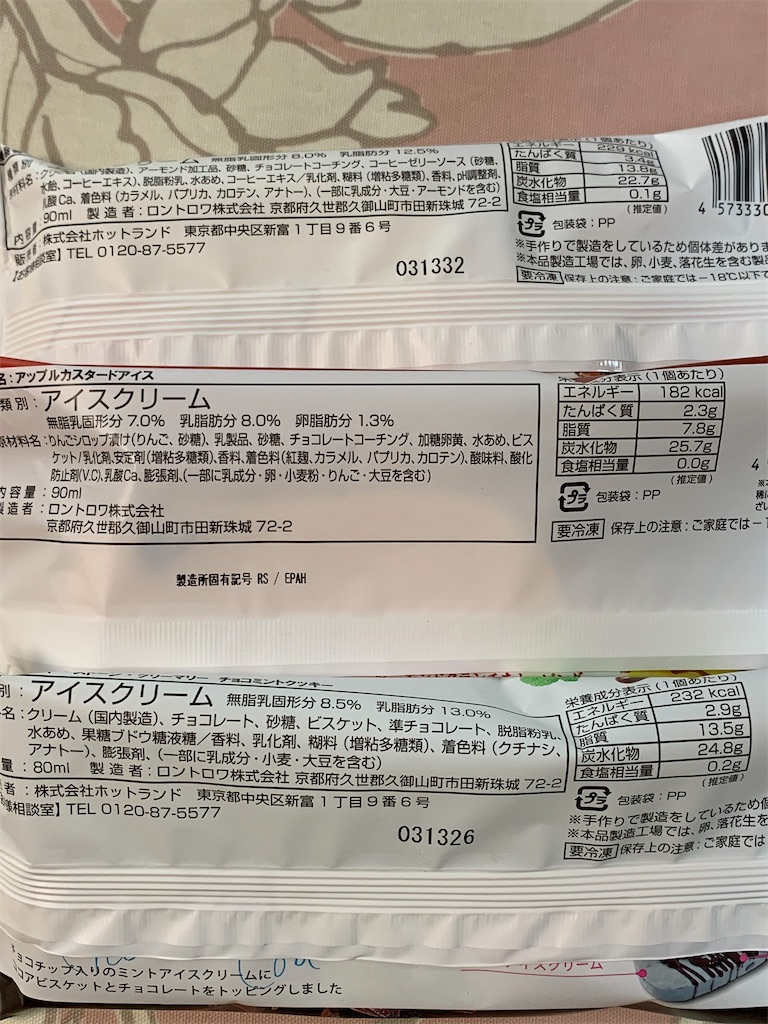 無脂乳固形分 8.0% 乳脂肪分 12.5%
(国内製造)、アーモンド加工品、砂糖、チョコレートコーチング、コーヒーゼリーソース(砂糖、
水飴、コーヒーエキス)、脱脂粉乳、水あめ、コーヒーエキス/乳化剤、糊料(増粘多糖類)、香料、pH調整剤、
乳酸Ca、着色料(カラメル、パプリカ、カロテン、アナトー)、(一部に乳成分・大豆・アーモンドを含む)
90ml 製造者:ロントロワ株式会社 京都府久世郡久御山町市田新珠城 72-2
株式会社ホットランド 東京都中央区新富1丁目9番6号
TEL 0120-87-5577
031332
エネルギー 220 kcal
たんぱく質 3.4g
脂質 13.8g
炭水化物 22.7g
食塩相当量 0.1g
(推定値)
プラ 包装袋:PP
※手作りで製造をしているため個体差があり
※本品製造工場では、卵、小麦、落花生を含む製
要冷凍 保存上の注意:ご家庭では-18℃以下で
4 573330
名:アップルカスタードアイス
類別:アイスクリーム
無脂乳固形分 7.0% 乳脂肪分 8.0% 卵脂肪分 1.3%
原材料名:りんごシロップ漬け(りんご、砂糖)、乳製品、砂糖、チョコレートコーチング、加糖卵黄、水あめ、ビス
ケット/乳化剤、安定剤(増粘多糖類)、香料、着色料(紅麹、カラメル、パプリカ、カロテン)、酸味料、酸化
防止剤(V.C)、乳酸Ca、膨張剤、(一部に乳成分・卵・小麦粉・りんご・大豆を含む)
内容量:90ml
製造者:ロントロワ株式会社
京都府久世郡久御山町市田新珠城 72-2
製造所固有記号 RS / EPAH
分表示(1個あたり)
エネルギー 182 kcal
たんぱく質 2.3g
脂質 7.8g
炭水化物 25.7g
食塩相当量 0.0g
(推定値)
プラ 包装袋:PP
要冷凍 保存上の注意:ご家庭では-1
4
チョコミントクッキー
別:アイスクリーム 無脂乳固形分 8.5% 乳脂肪分 13.0%
名:クリーム(国内製造)、チョコレート、砂糖、ビスケット、準チョコレート、脱脂粉乳、
水あめ、果糖ブドウ糖液糖/香料、乳化剤、糊料(増粘多糖類)、着色料(クチナシ、
アナトー)、膨張剤、(一部に乳成分・小麦・大豆を含む)
量:80ml 製造者:ロントロワ株式会社 京都府久世郡久御山町市田新珠城 72-2
者:株式会社ホットランド 東京都中央区新富1丁目9番6号
様相談室】TEL 0120-87-5577
031326
栄養成分表示(1個あたり)
エネルギー 232 kcal
たんぱく質 2.9g
脂質 13.5g
炭水化物 24.8g
食塩相当量 0.2g
(推定値)
プラ 包装袋:PP
※手作りで製造をしているため個
※本品製造工場では、卵、落花生を
要冷凍 保存上の注意:ご家庭では
ョコチップ入りのミントアイスクリームに
コアビスケットとチョコレートをトッピングしました
アイスクリーム